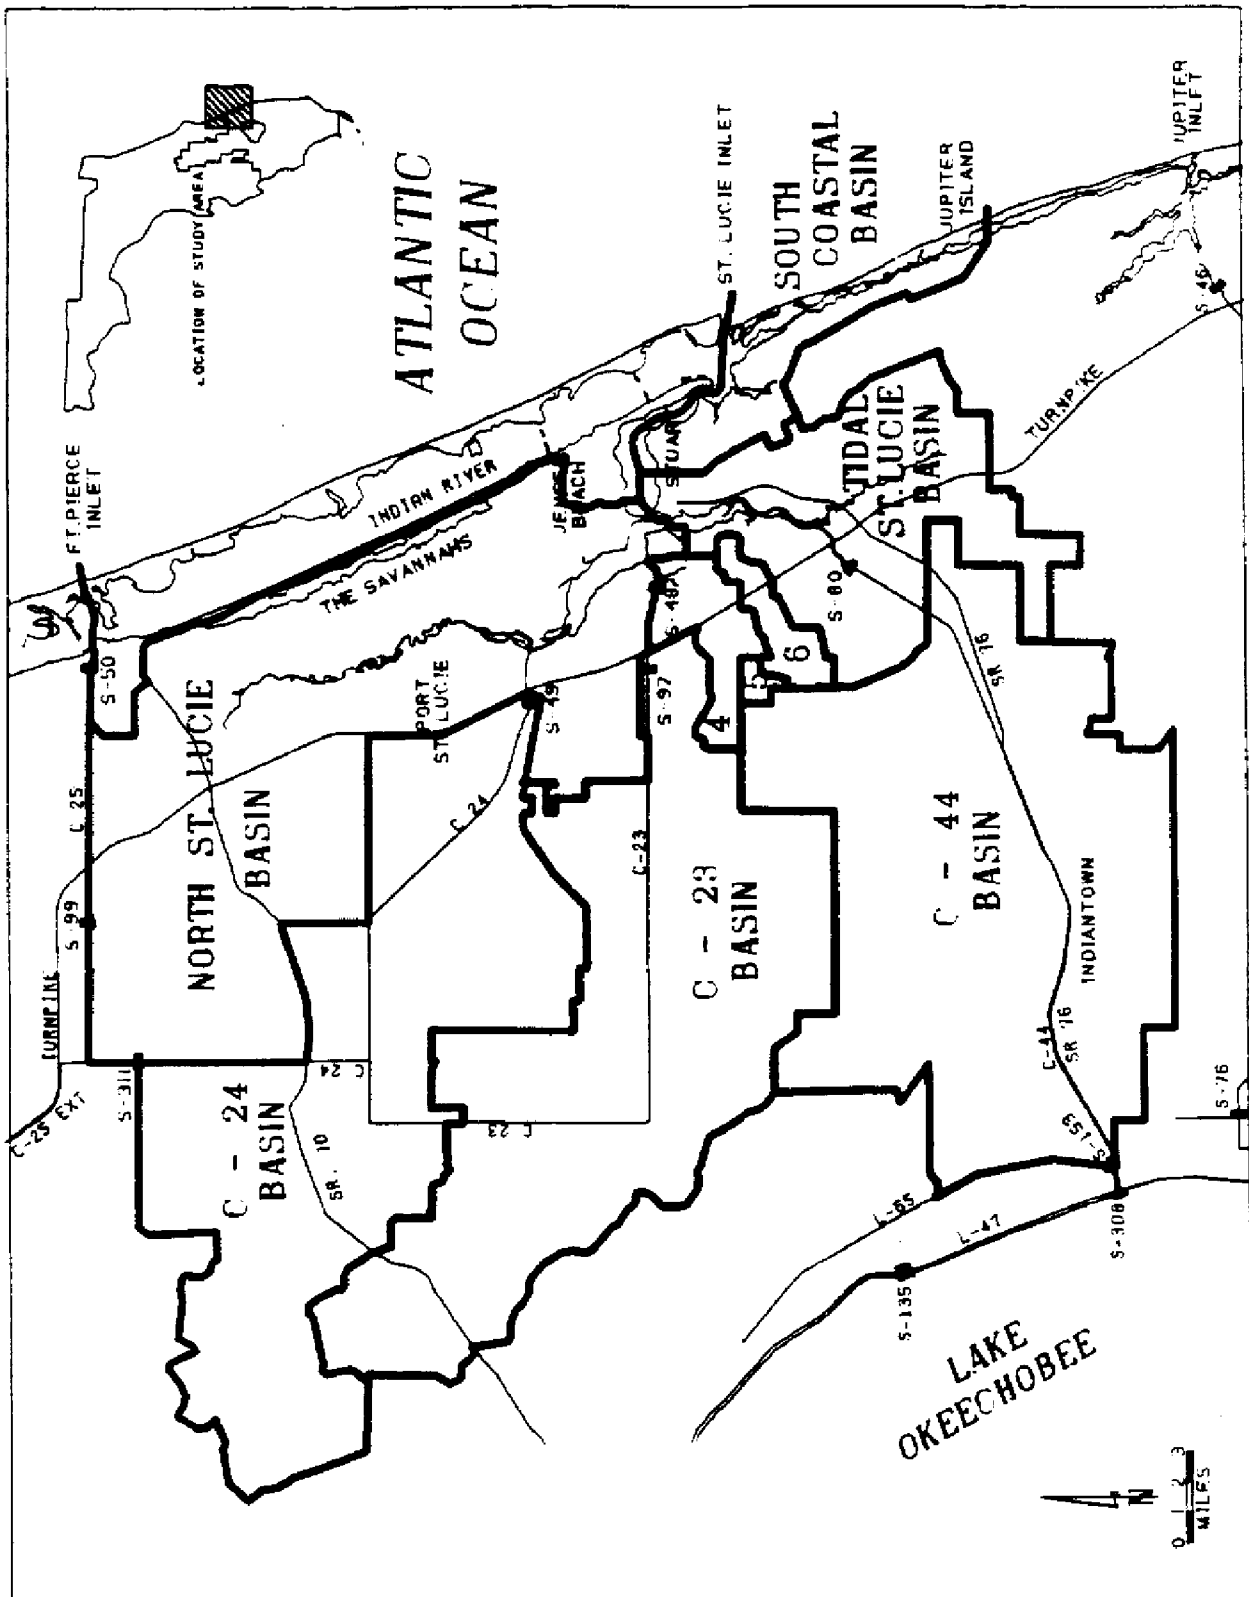 LOCATION OF STUDY AREA
ATLANTIC
OCEAN
FT. PIERCE
INLET
INDIAN RIVER
THE SAVANNAHS
JENSEN
BEACH
STUART
ST. LUCIE INLET
SOUTH
COASTAL
BASIN
JUPITER
ISLAND
JUPITER
INLET
S-46
TURNPIKE
TIDAL
ST. LUCIE
BASIN
S-50
C 25
S-99
TURNPIKE
C-25 EXT
S-311
NORTH ST. LUCIE
BASIN
PORT
ST. LUCIE
S-49
C 24
C 24
C - 24
BASIN
SR. 70
C 23
C-23
S-97
C - 23
BASIN
4
5
6
S-80
SR 76
C - 44
BASIN
INDIANTOWN
C-44
SR 76
S-153
S-76
S-308
L-65
L-47
S-135
LAKE
OKEECHOBEE
N
0 1 2 3
MILES